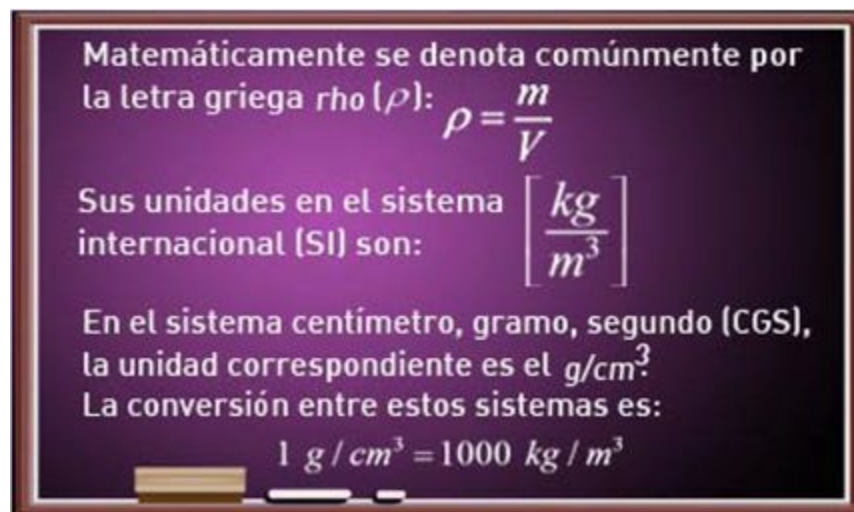 Matemáticamente se denota comúnmente por
la letra griega rho (ρ): ρ = m/V
Sus unidades en el sistema
internacional (SI) son: [kg/m³]
En el sistema centímetro, gramo, segundo (CGS),
la unidad correspondiente es el g/cm³.
La conversión entre estos sistemas es:
1 g / cm³ = 1000 kg / m³